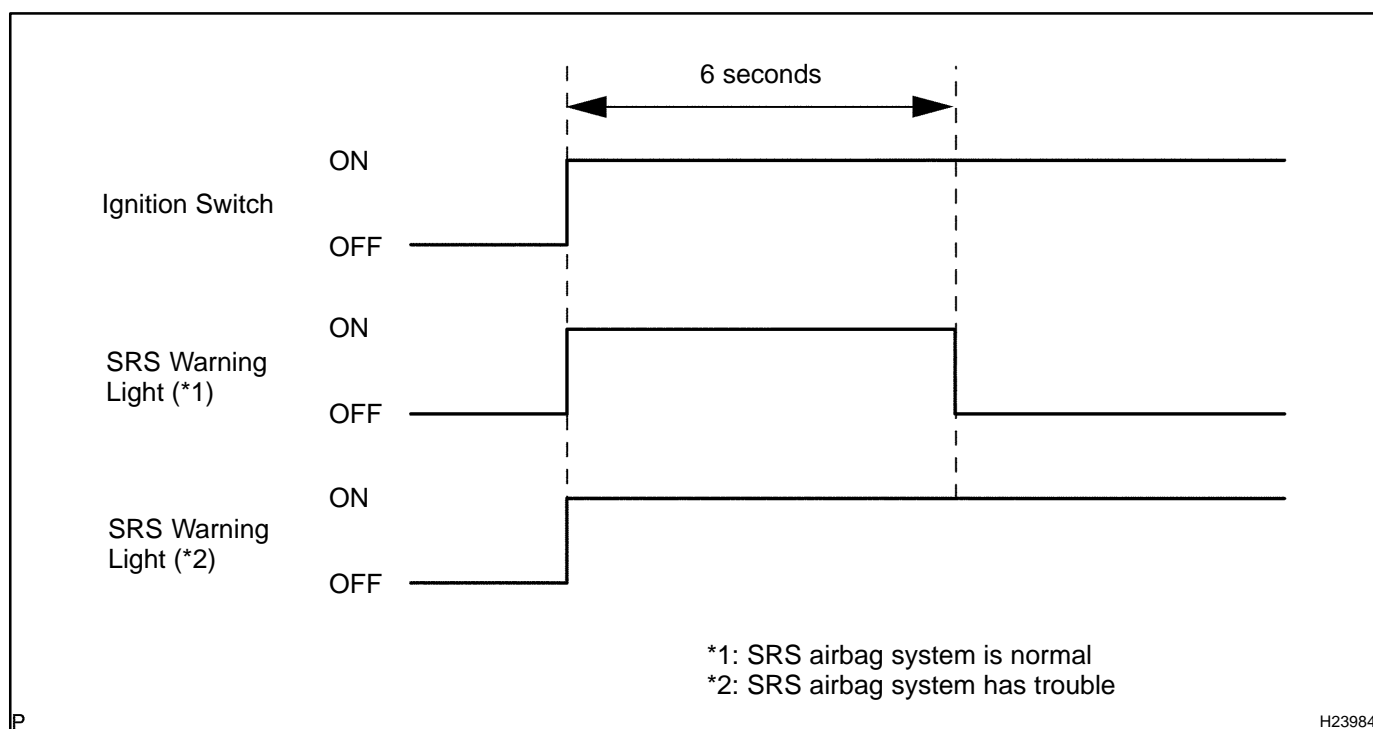 6 seconds
ON
Ignition Switch
OFF
ON
SRS Warning
Light (*1)
OFF
ON
SRS Warning
Light (*2)
OFF
*1: SRS airbag system is normal
*2: SRS airbag system has trouble
P
H23984